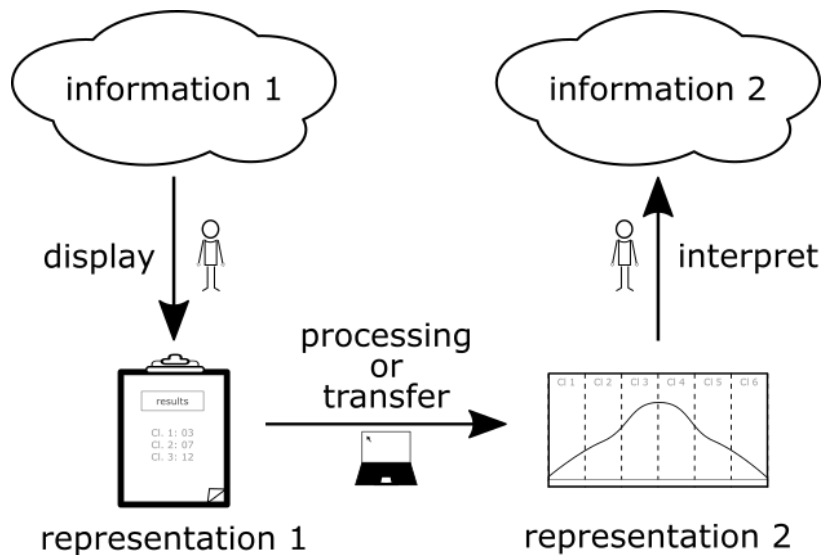 information 1
information 2
display
interpret
processing
or
transfer
results
Cl. 1: 03
Cl. 2: 07
Cl. 3: 12
Cl 1 Cl 2 Cl 3 Cl 4 Cl 5 Cl 6
representation 1
representation 2